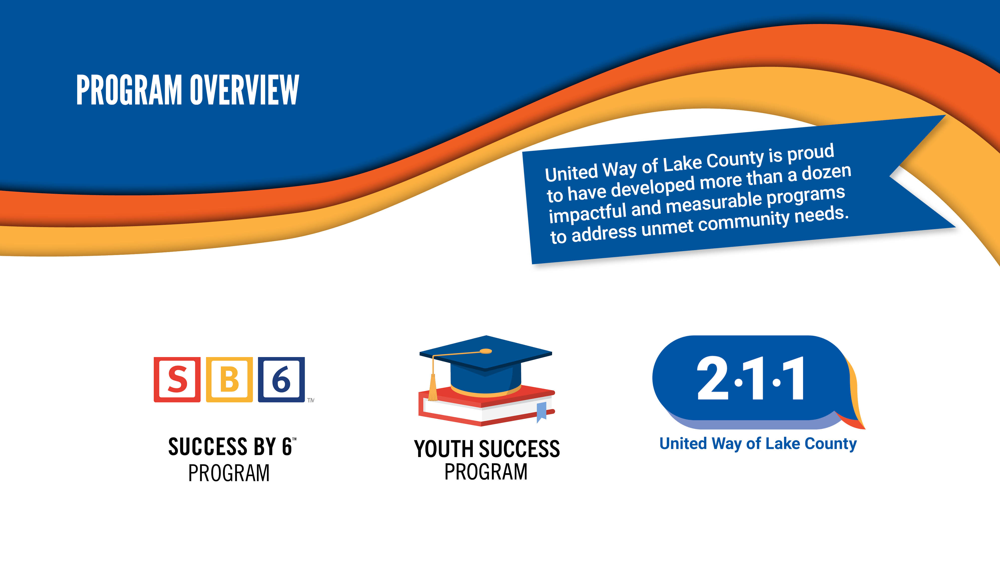 PROGRAM OVERVIEW
United Way of Lake County is proud
to have developed more than a dozen
impactful and measurable programs
to address unmet community needs.
S B 6 TM
SUCCESS BY 6™
PROGRAM
YOUTH SUCCESS
PROGRAM
2·1·1
United Way of Lake County